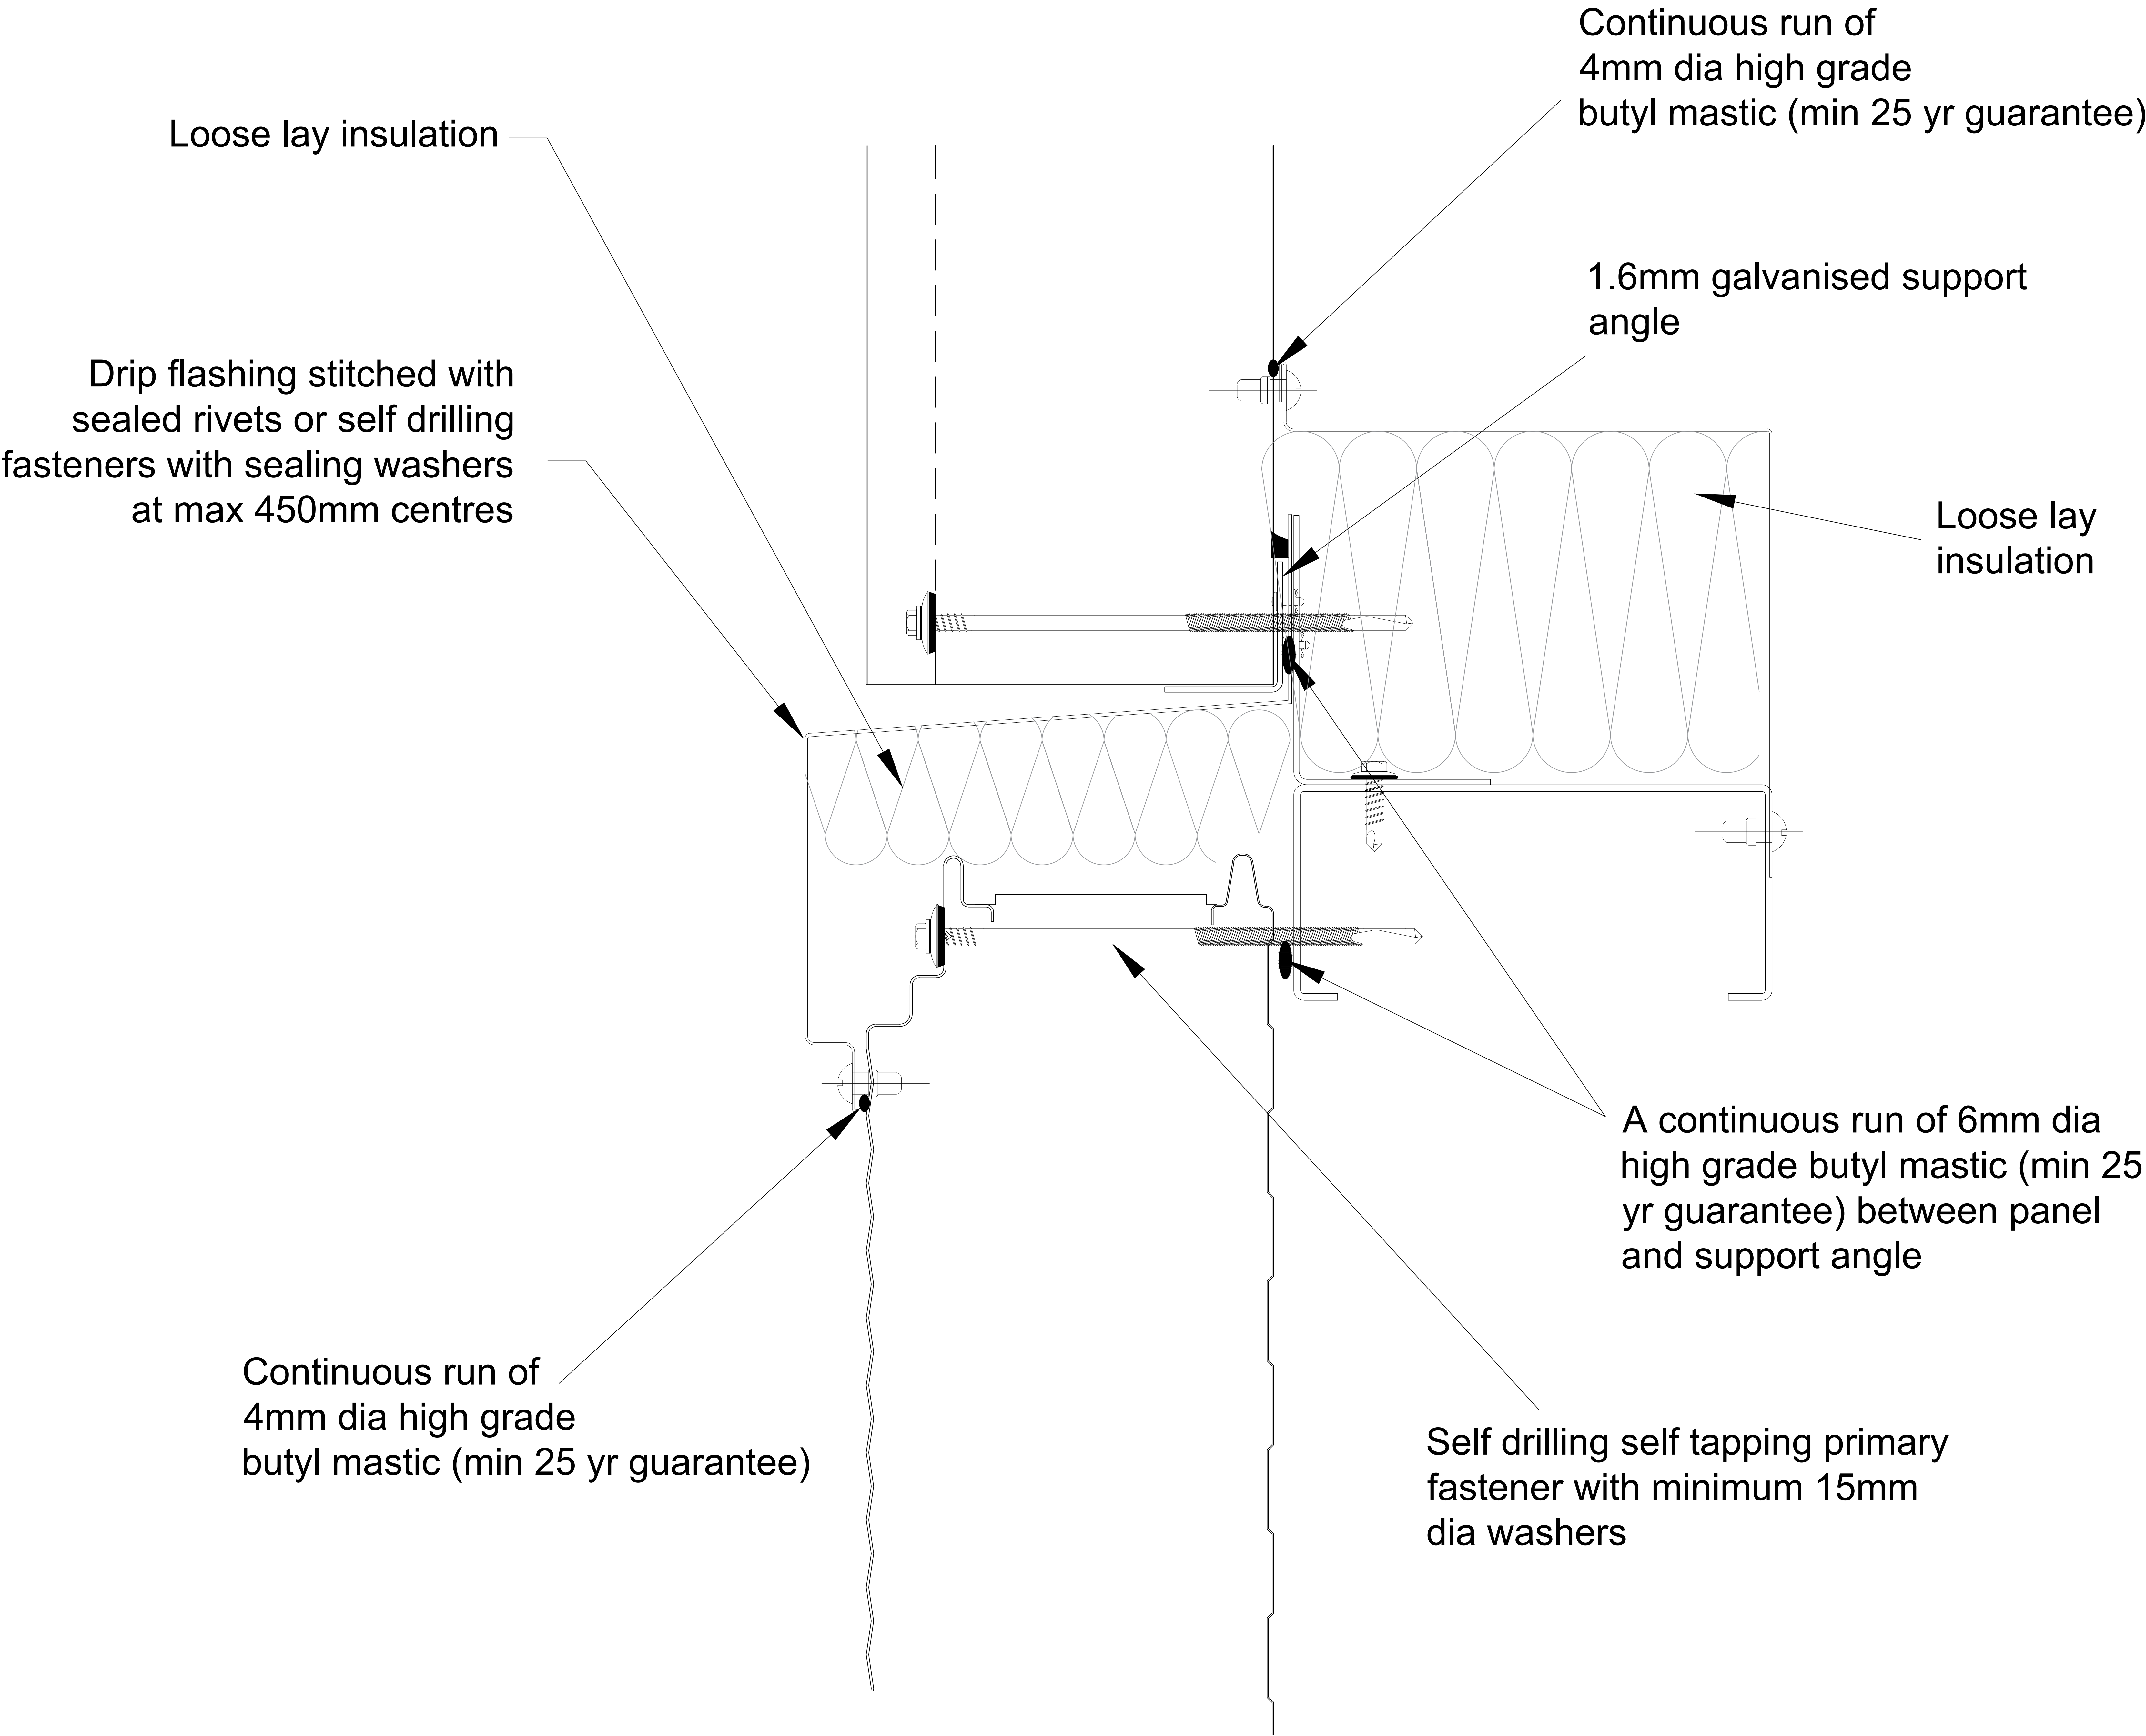 Continuous run of
4mm dia high grade
butyl mastic (min 25 yr guarantee)
Loose lay insulation
1.6mm galvanised support
angle
Drip flashing stitched with
sealed rivets or self drilling
fasteners with sealing washers
at max 450mm centres
Loose lay
insulation
A continuous run of 6mm dia
high grade butyl mastic (min 25
yr guarantee) between panel
and support angle
Continuous run of
4mm dia high grade
butyl mastic (min 25 yr guarantee)
Self drilling self tapping primary
fastener with minimum 15mm
dia washers